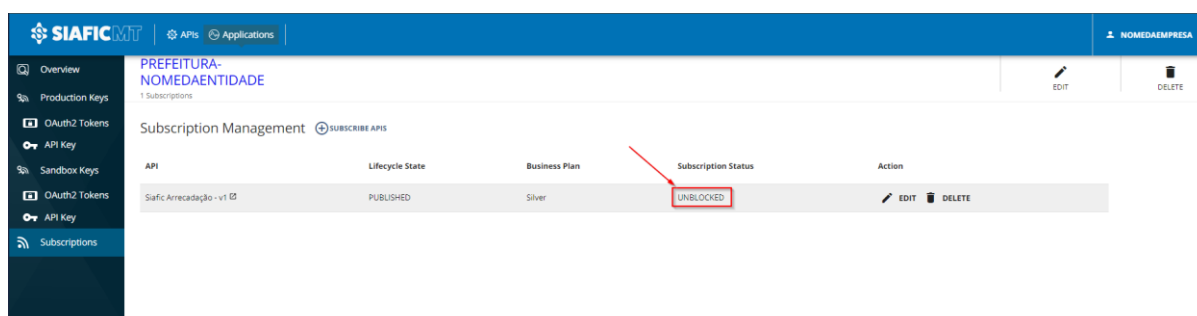 SIAFICMT
APIs
Applications
NOMEDAEMPRESA
Overview
Production Keys
OAuth2 Tokens
API Key
Sandbox Keys
OAuth2 Tokens
API Key
Subscriptions
PREFEITURA-
NOMEDAENTIDADE
1 Subscriptions
EDIT
DELETE
Subscription Management
SUBSCRIBE APIS
API Lifecycle State Business Plan Subscription Status Action
Siafic Arrecadação - v1 PUBLISHED Silver UNBLOCKED EDIT DELETE